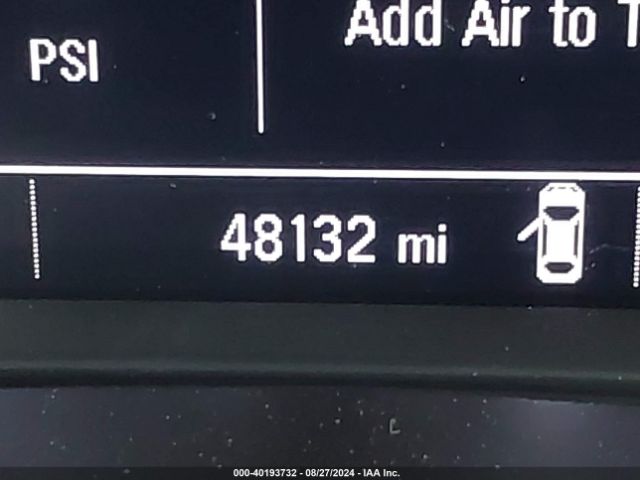 Add Air to T
PSI
48132 mi
000-40193732 - 08/27/2024 - IAA Inc.